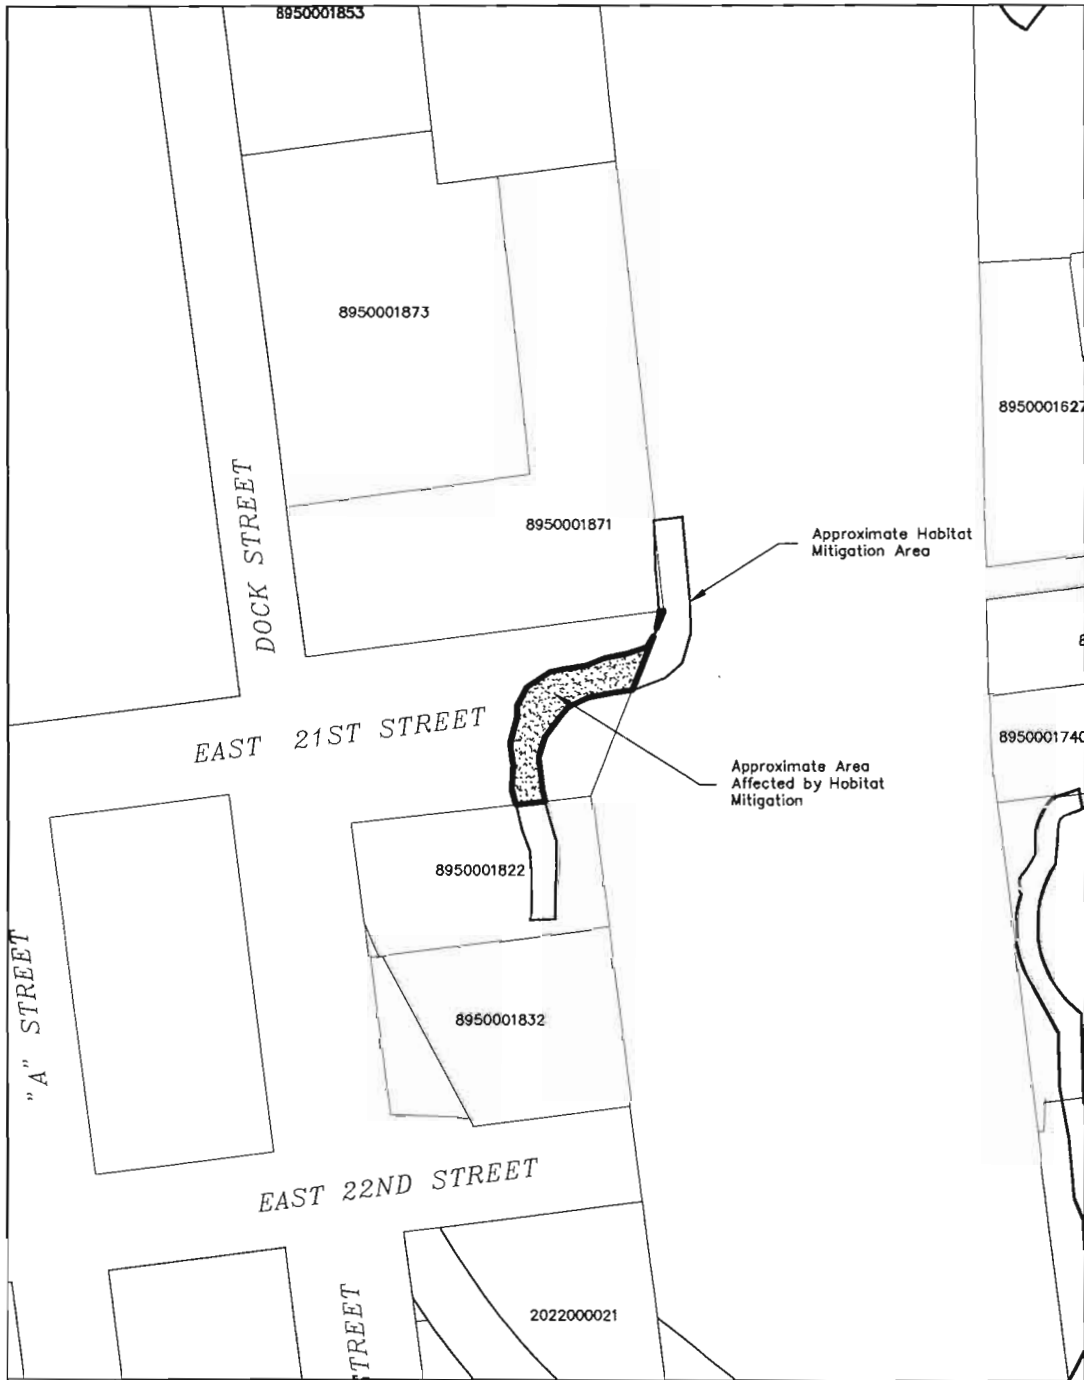 8950001853
8950001873
8950001627
DOCK STREET
8950001871
Approximate Habitat
Mitigation Area
EAST 21ST STREET
8950001740
Approximate Area
Affected by Hobitat
Mitigation
8950001822
"A" STREET
8950001832
EAST 22ND STREET
STREET
2022000021